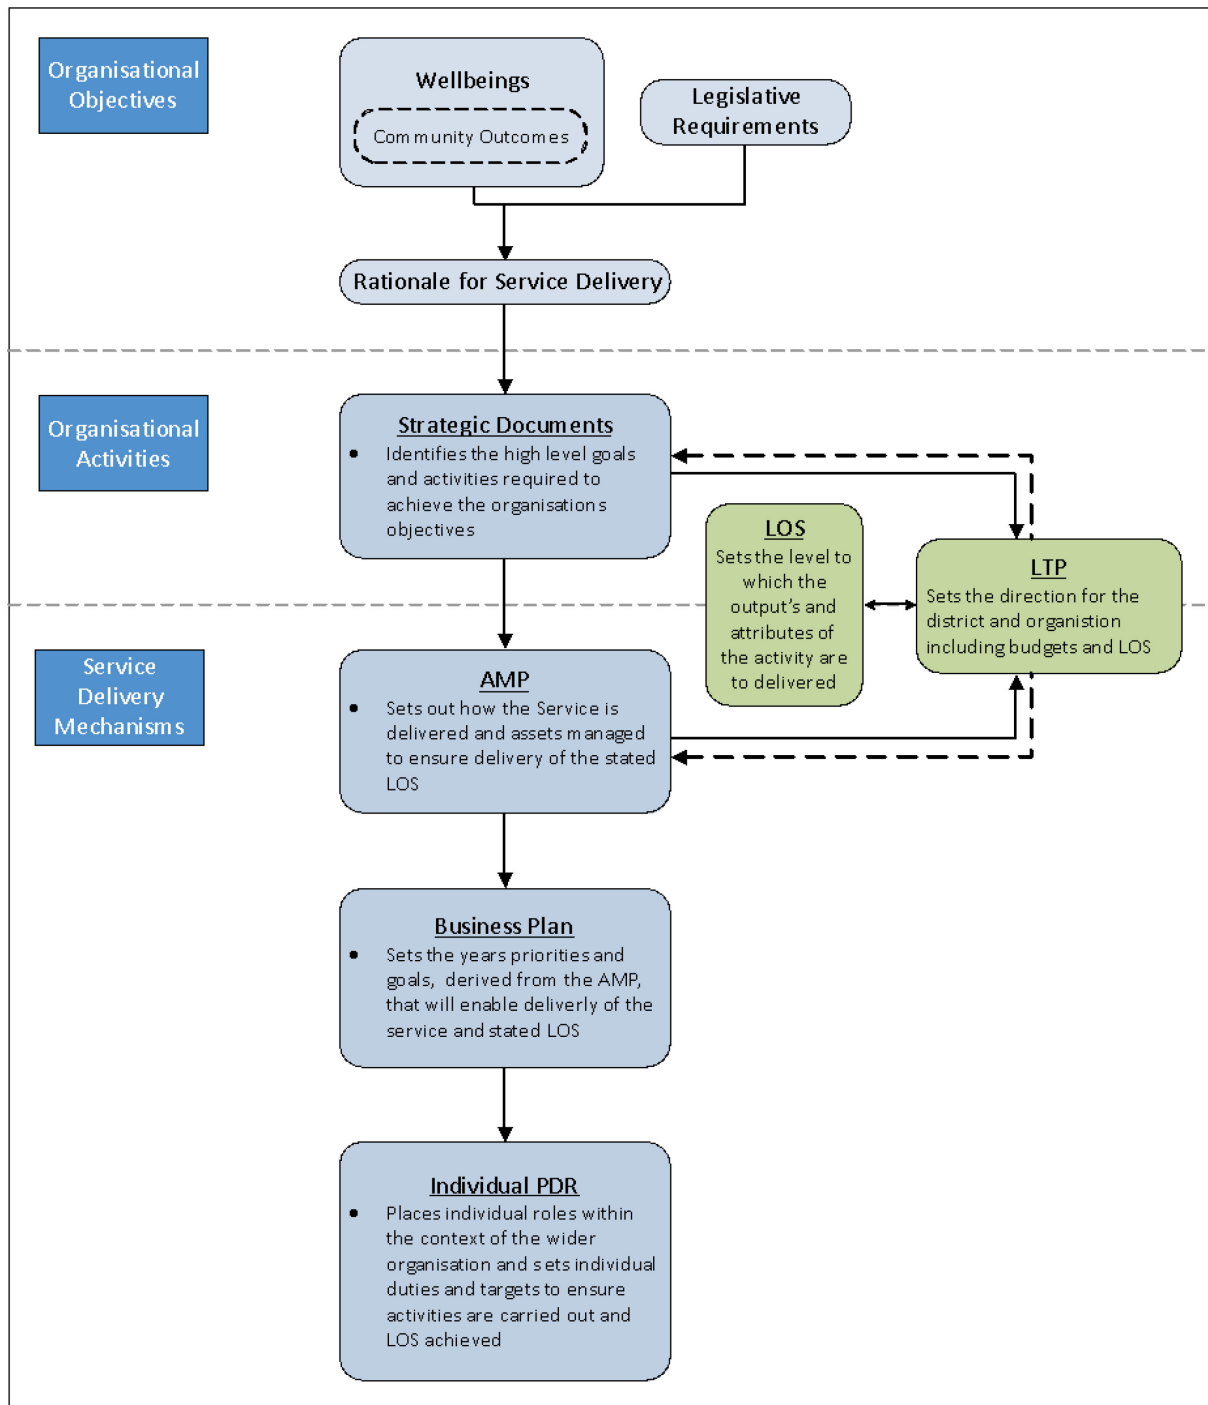 Organisational
Objectives
Wellbeings
Community Outcomes
Legislative
Requirements
Rationale for Service Delivery
Organisational
Activities
Strategic Documents
• Identifies the high level goals
and activities required to
achieve the organisation s
objectives
LOS
Sets the level to
which the
output's and
attributes of
the activity are
to delivered
LTP
Sets the direction for the
district and organistion
including budgets and LOS
Service
Delivery
Mechanisms
AMP
• Sets out how the Service is
delivered and assets managed
to ensure delivery of the stated
LOS
Business Plan
• Sets the years priorities and
goals, derived from the AMP,
that will enable deliverly of the
service and stated LOS
Individual PDR
• Places individual roles within
the context of the wider
organisation and sets individual
duties and targets to ensure
activities are carried out and
LOS achieved